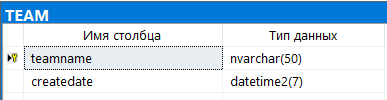 TEAM
Имя столбца Тип данных
teamname nvarchar(50)
createdate datetime2(7)